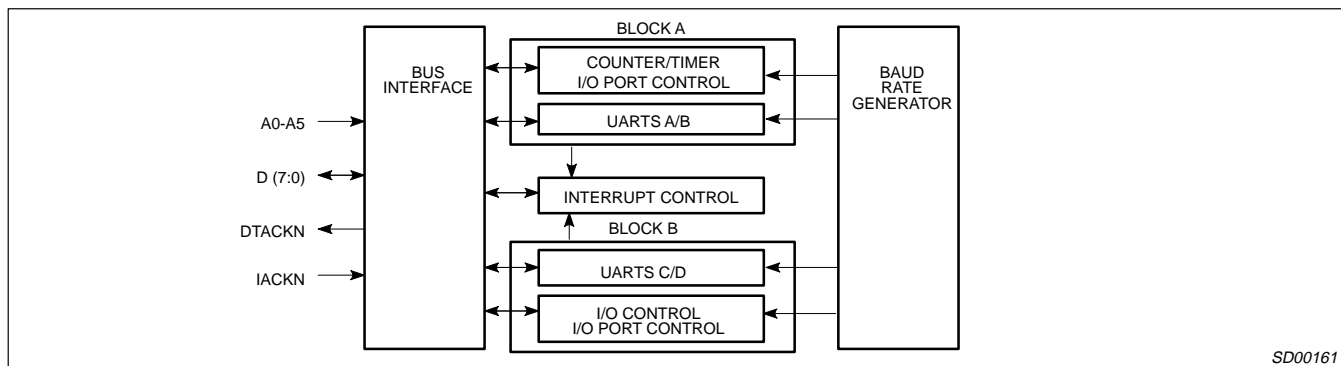 BLOCK A
BUS
INTERFACE
COUNTER/TIMER
I/O PORT CONTROL
BAUD
RATE
GENERATOR
A0-A5
UARTS A/B
D (7:0)
INTERRUPT CONTROL
DTACKN
BLOCK B
IACKN
UARTS C/D
I/O CONTROL
I/O PORT CONTROL
SD00161